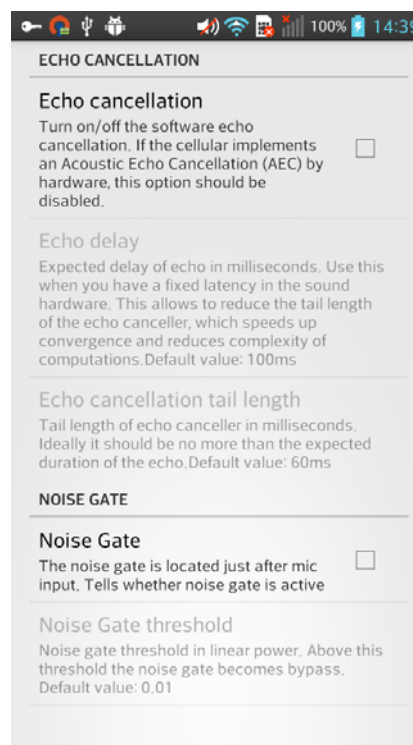 100% 14:39
ECHO CANCELLATION
Echo cancellation
Turn on/off the software echo
cancellation. If the cellular implements
an Acoustic Echo Cancellation (AEC) by
hardware, this option should be
disabled.
Echo delay
Expected delay of echo in milliseconds. Use this
when you have a fixed latency in the sound
hardware. This allows to reduce the tail length
of the echo canceller, which speeds up
convergence and reduces complexity of
computations.Default value: 100ms
Echo cancellation tail length
Tail length of echo canceller in milliseconds.
Ideally it should be no more than the expected
duration of the echo.Default value: 60ms
NOISE GATE
Noise Gate
The noise gate is located just after mic
input. Tells whether noise gate is active
Noise Gate threshold
Noise gate threshold in linear power. Above this
threshold the noise gate becomes bypass.
Default value: 0.01